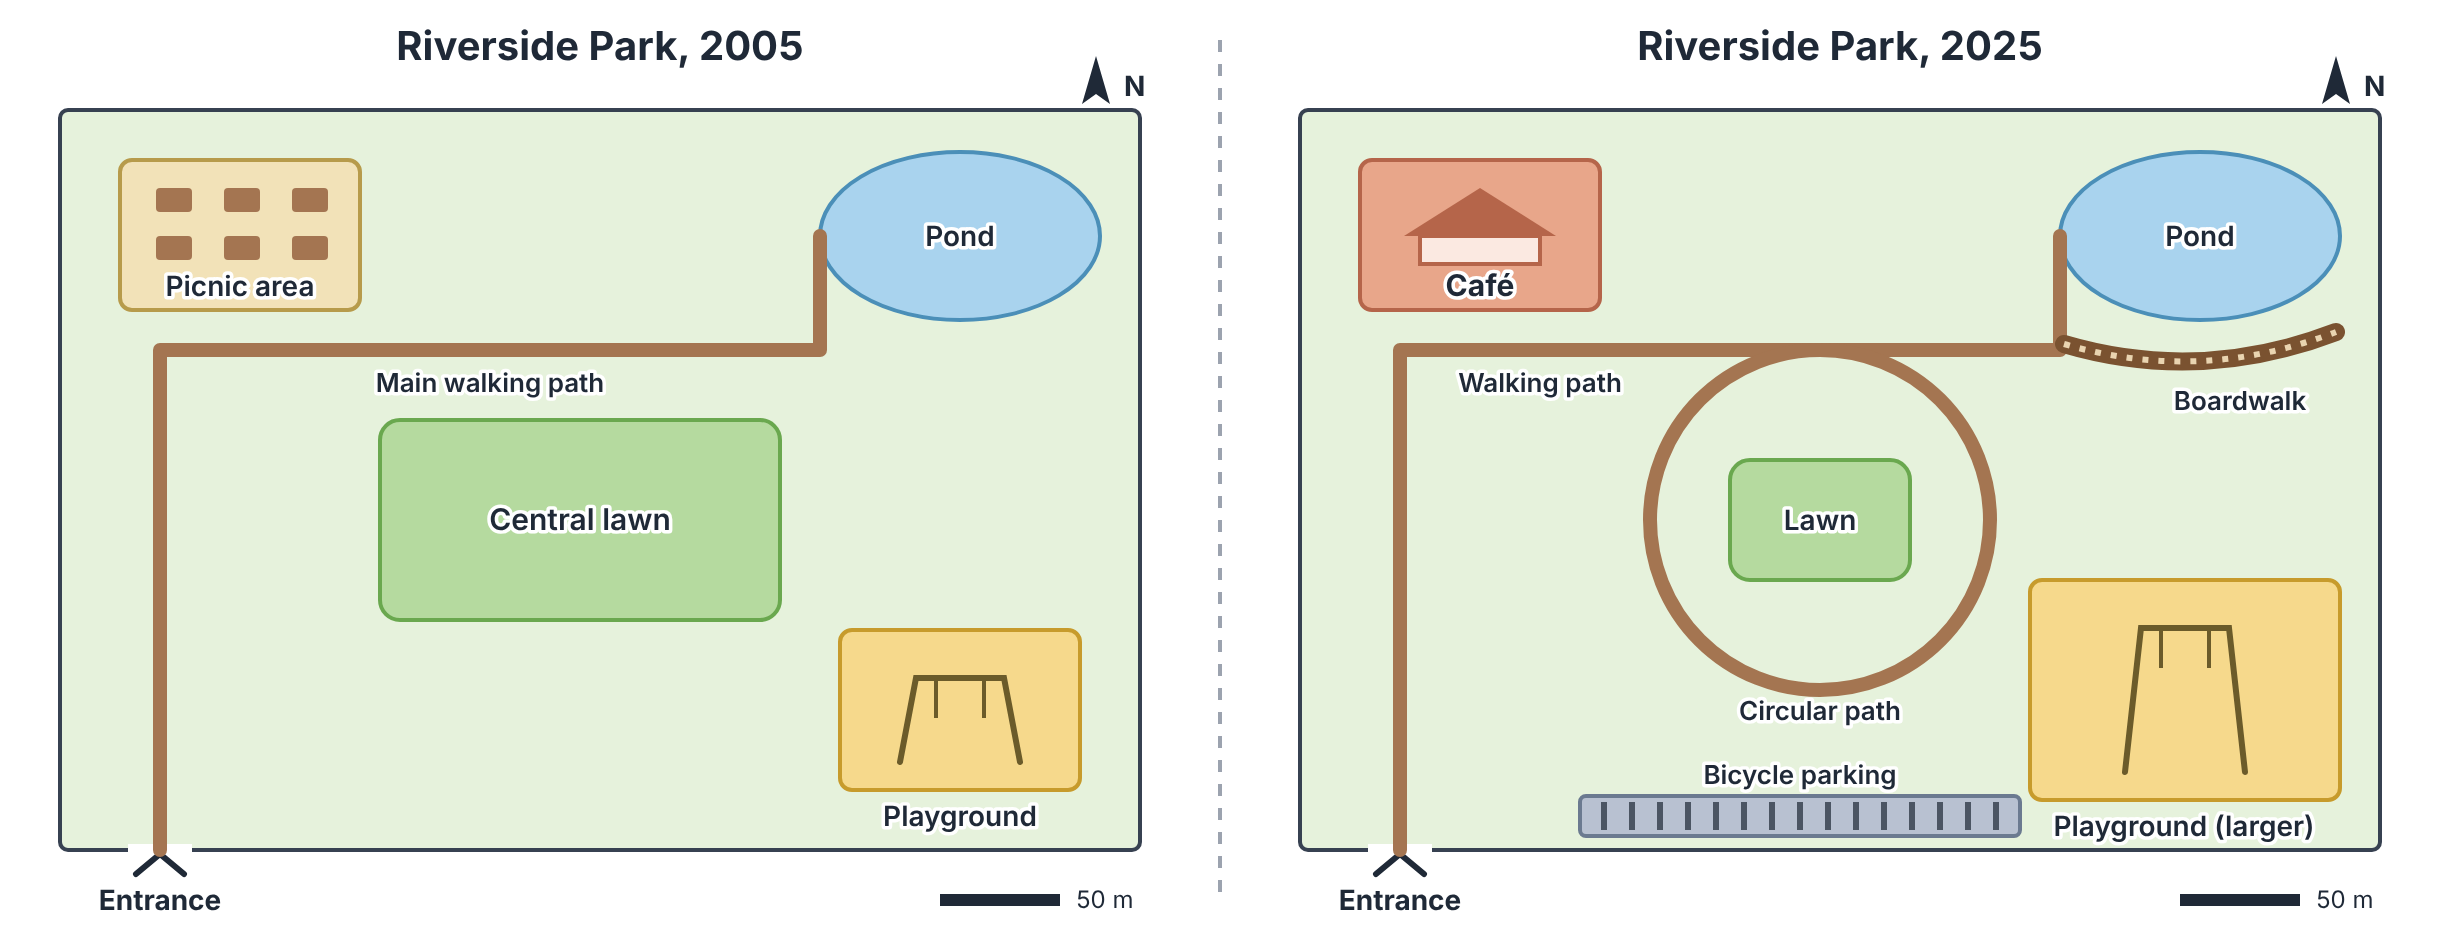 Riverside Park, 2005
N
Picnic area
Pond
Main walking path
Central lawn
Playground
Entrance
50 m
Riverside Park, 2025
N
Café
Pond
Walking path
Boardwalk
Lawn
Circular path
Bicycle parking
Playground (larger)
Entrance
50 m